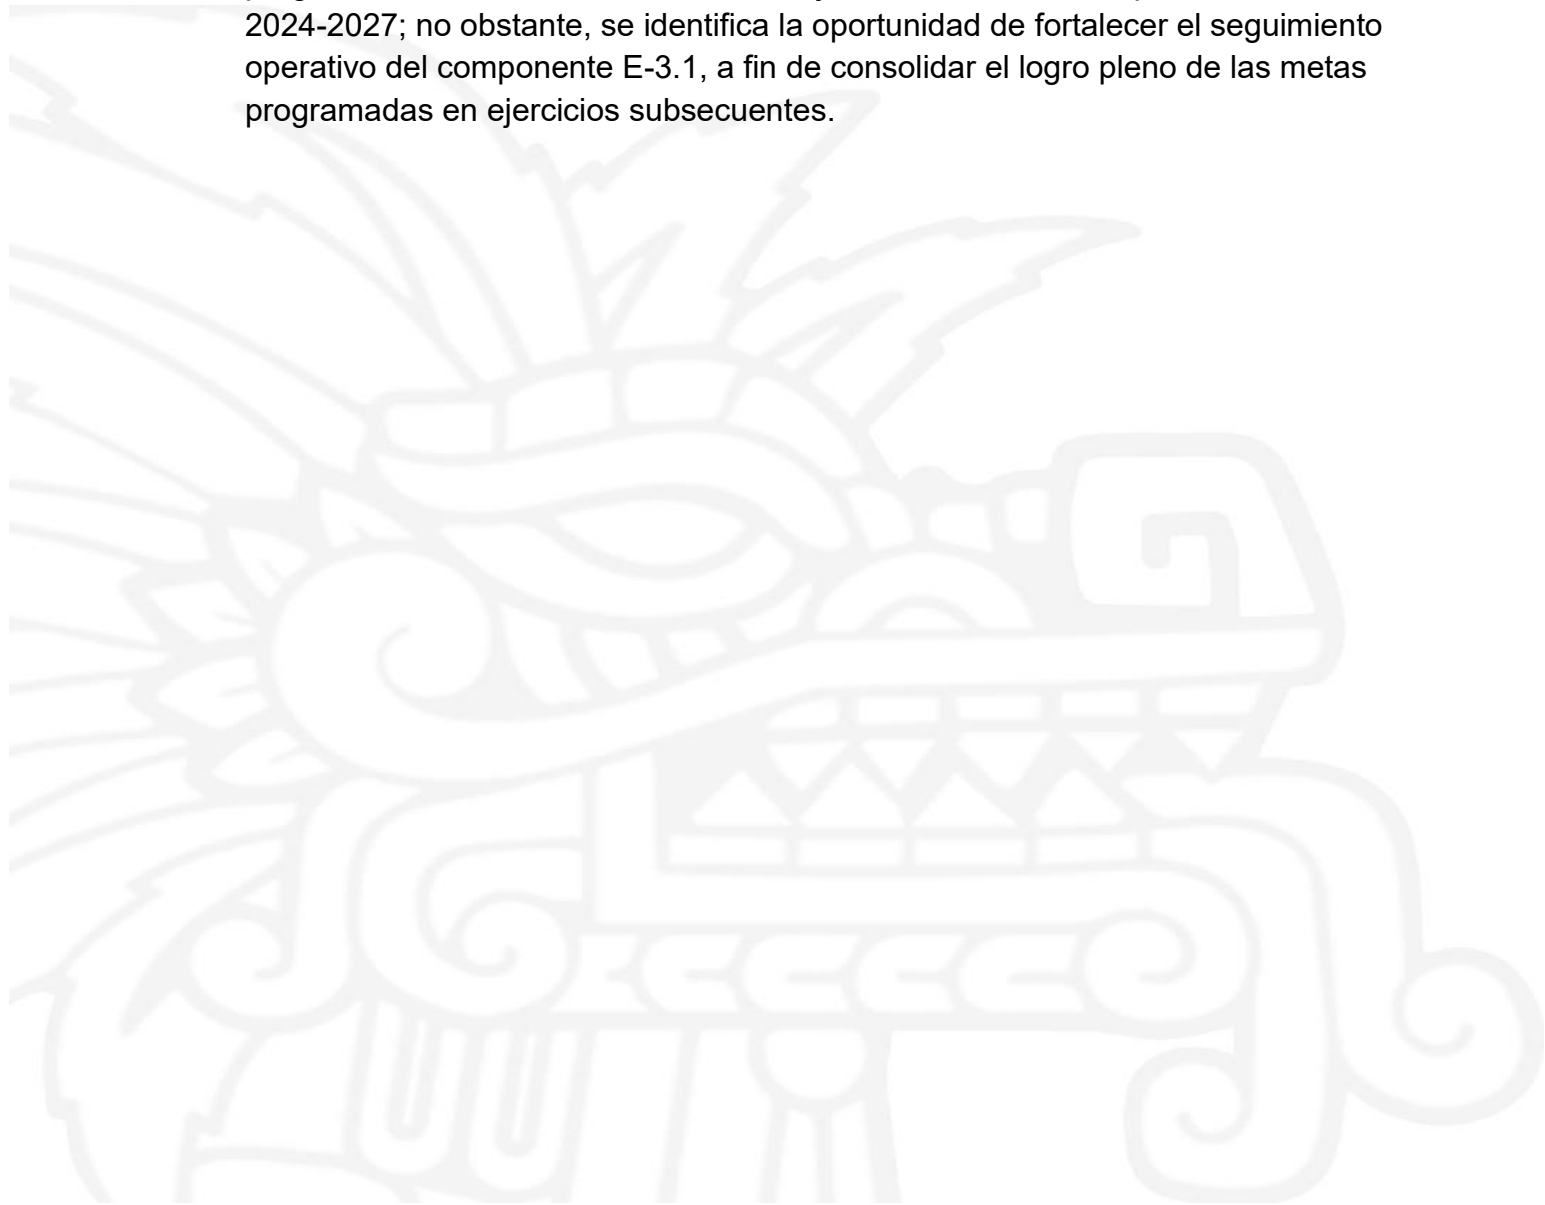 2024-2027; no obstante, se identifica la oportunidad de fortalecer el seguimiento
operativo del componente E-3.1, a fin de consolidar el logro pleno de las metas
programadas en ejercicios subsecuentes.